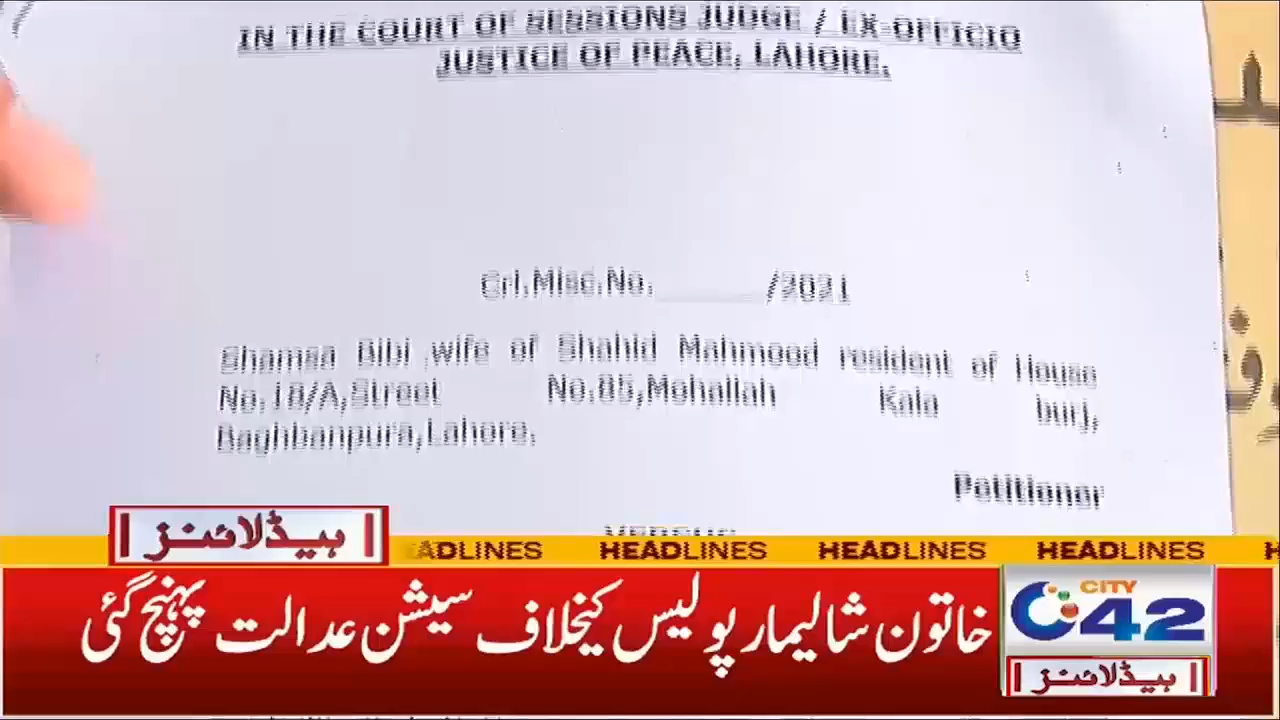 IN THE COURT OF SESSIONS JUDGE / EX-OFFICIO
JUSTICE OF PEACE, LAHORE.
Crl.Misc.No. ______/2021
Shamsa Bibi wife of Shahid Mahmood resident of House
No.18/A,Street No.85,Mohallah Kala burj,
Baghbanpura,Lahore.
Petitioner
VERSUS
ہیڈلائنز
HEADLINES HEADLINES HEADLINES
خاتون شالیمار پولیس کیخلاف سیشن عدالت پہنچ گئی
CITY
42
ہیڈلائنز